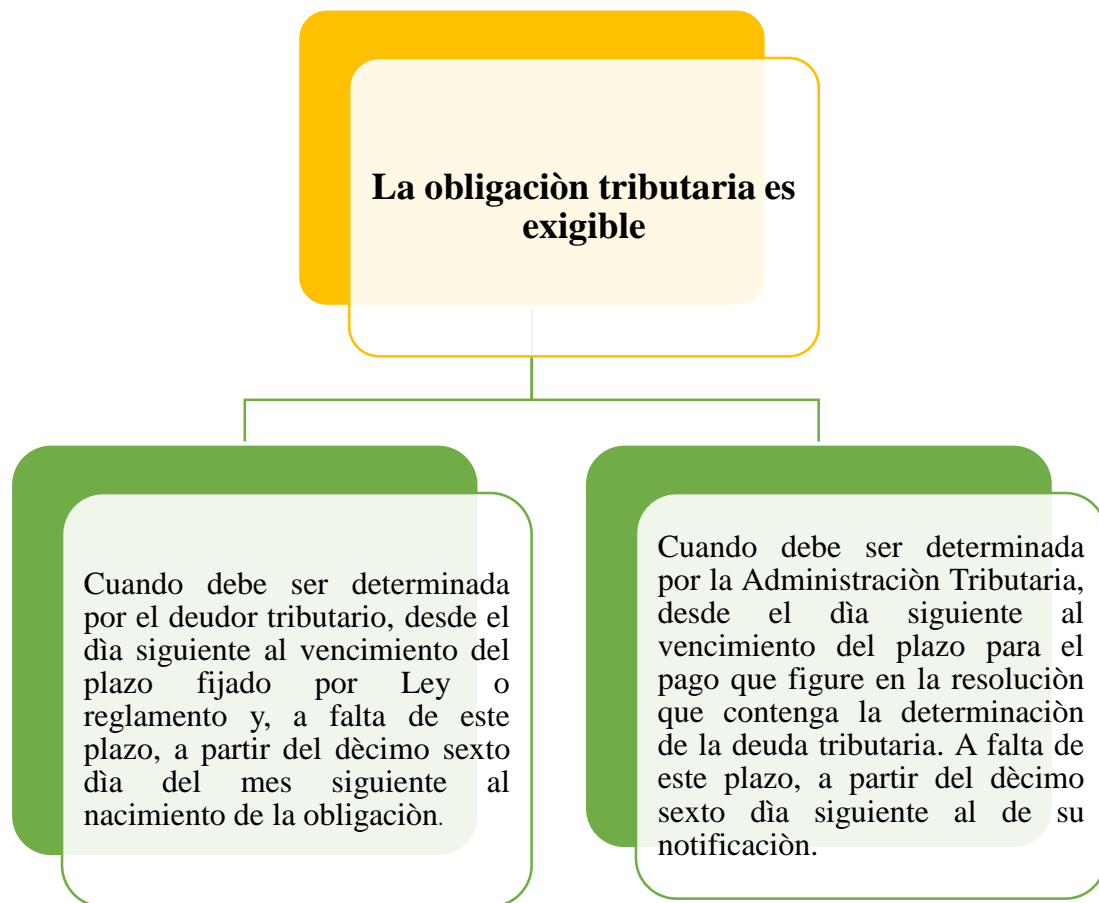 La obligaciòn tributaria es
exigible
Cuando debe ser determinada
por el deudor tributario, desde el
dìa siguiente al vencimiento del
plazo fijado por Ley o
reglamento y, a falta de este
plazo, a partir del dècimo sexto
dìa del mes siguiente al
nacimiento de la obligaciòn.
Cuando debe ser determinada
por la Administraciòn Tributaria,
desde el dìa siguiente al
vencimiento del plazo para el
pago que figure en la resoluciòn
que contenga la determinaciòn
de la deuda tributaria. A falta de
este plazo, a partir del dècimo
sexto dìa siguiente al de su
notificaciòn.